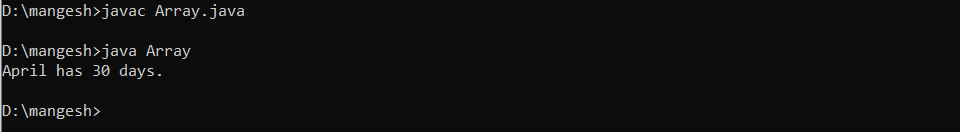 D:\mangesh>javac Array.java
D:\mangesh>java Array
April has 30 days.
D:\mangesh>